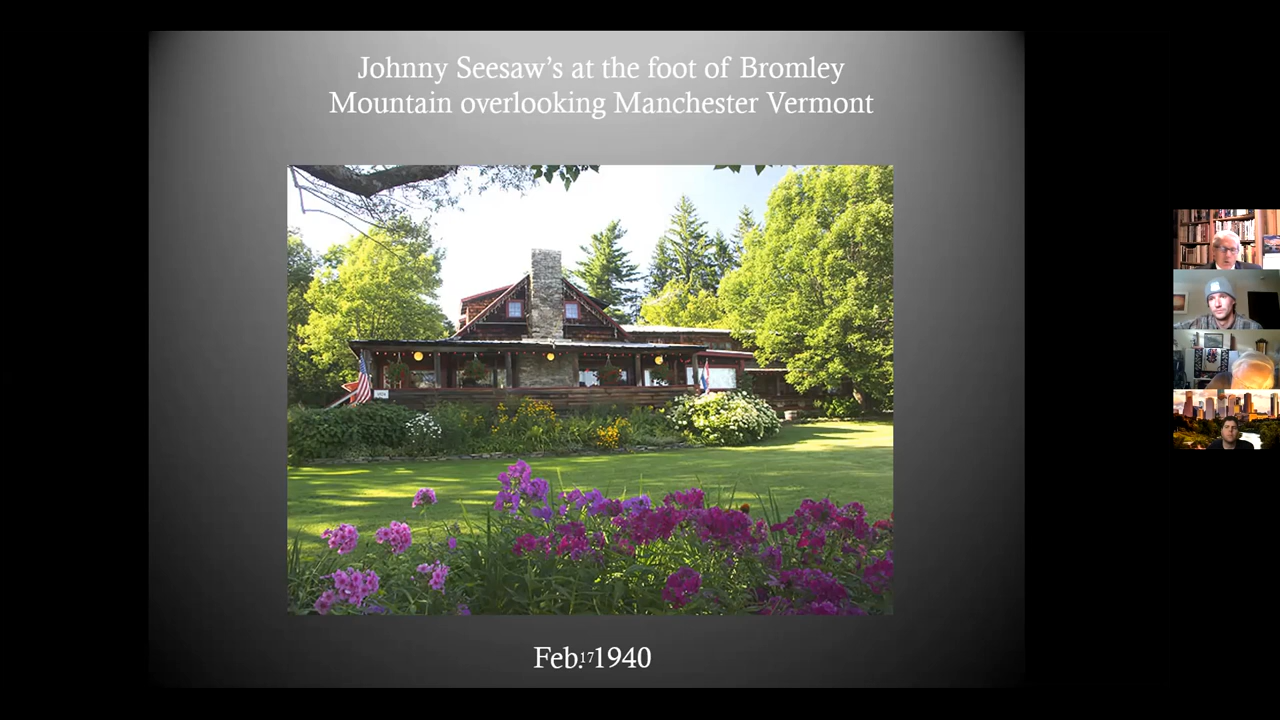 Johnny Seesaw's at the foot of Bromley
Mountain overlooking Manchester Vermont
Feb. 1940
17